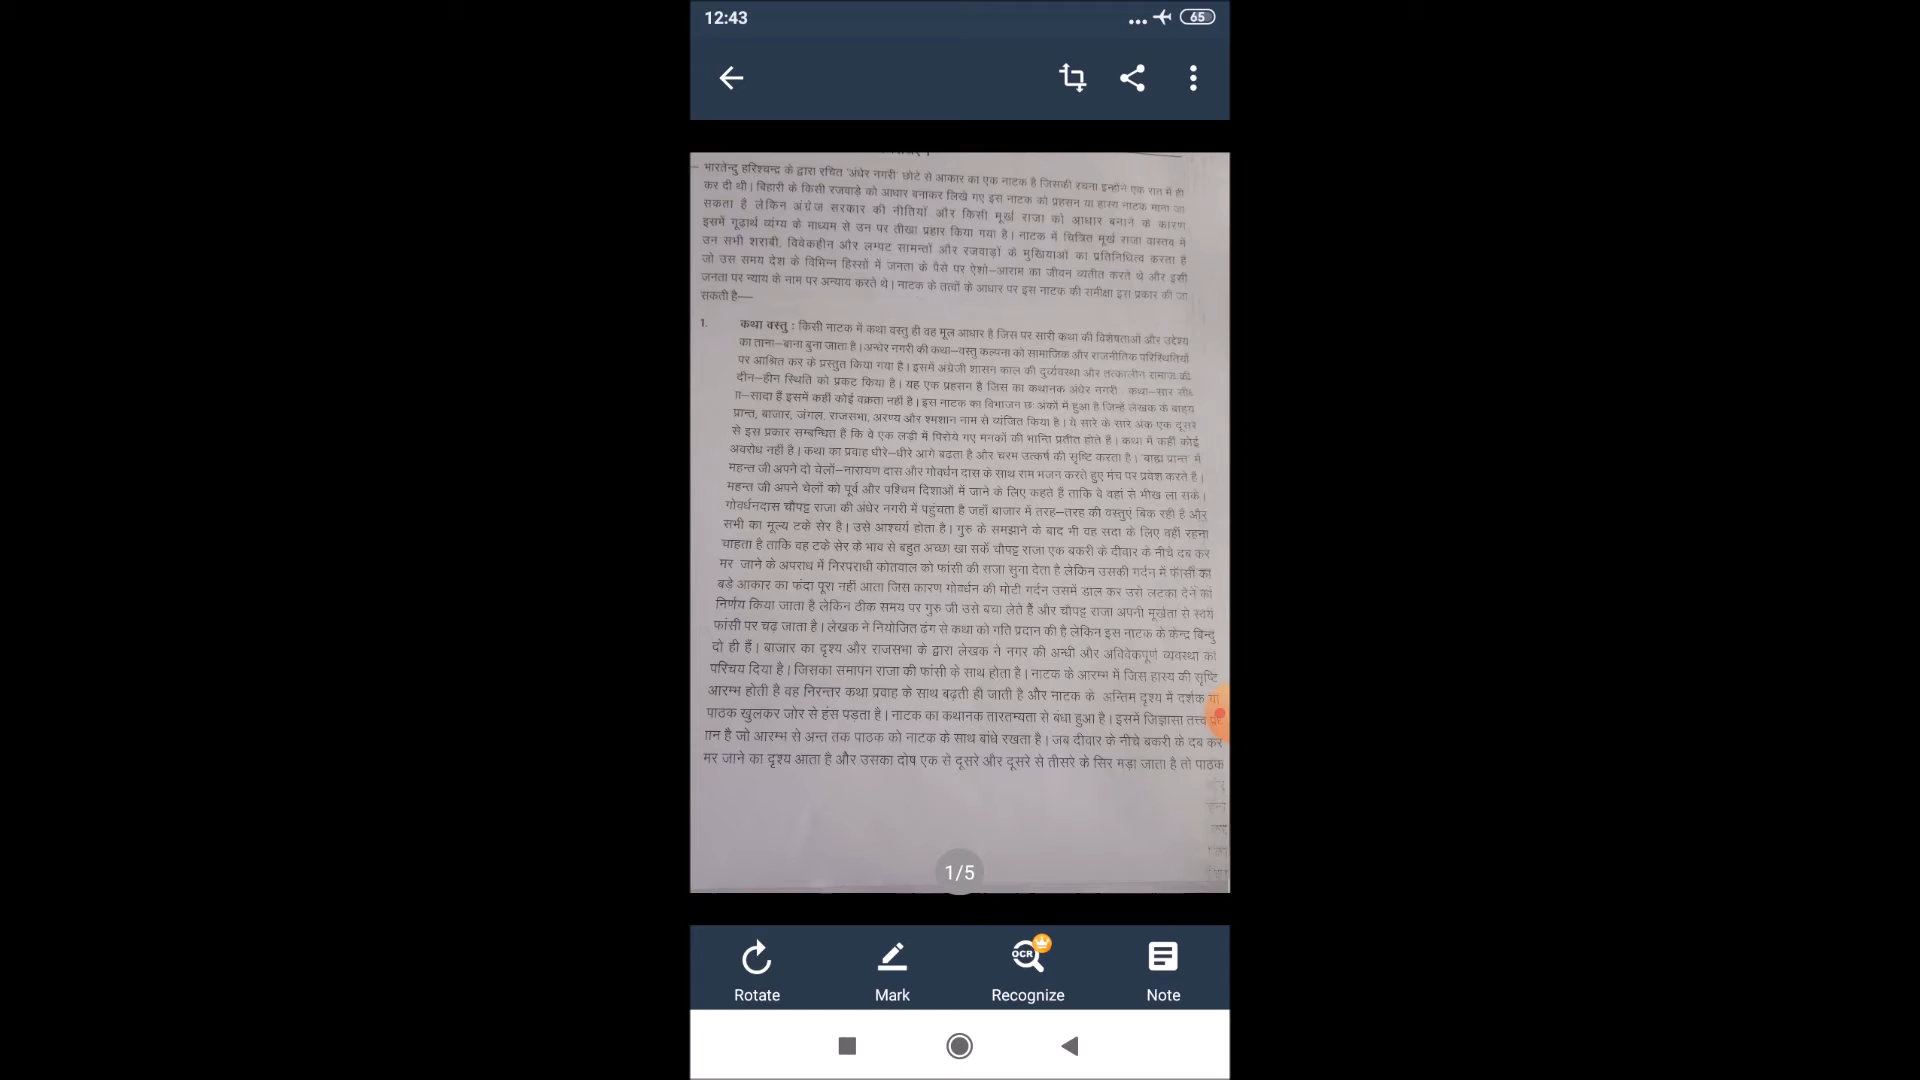 12:43
65
भारतेन्दु हरिश्चन्द्र के द्वारा रचित 'अंधेर नगरी' छोटे से आकार का एक नाटक है जिसकी रचना इन्होंने एक रात में ही
कर दी थी। बिहारी के किसी रजवाड़े को आधार बनाकर लिखे गए इस नाटक को प्रहसन या हास्य नाटक माना जा
सकता है लेकिन अंग्रेज सरकार की नीतियों और किसी मूर्ख राजा को आधार बनाने के कारण
इसमें गूढार्थ व्यंग्य के माध्यम से उन पर तीखा प्रहार किया गया है। नाटक में चित्रित मूर्ख राजा वास्तव में
उन सभी शराबी, विवेकहीन और लम्पट सामन्तों और रजवाड़ों के मुखियाओं का प्रतिनिधित्व करता है
जो उस समय देश के विभिन्न हिस्सों में जनता के पैसे पर ऐशो–आराम का जीवन व्यतीत करते थे और इसी
जनता पर न्याय के नाम पर अन्याय करते थे। नाटक के तत्वों के आधार पर इस नाटक की समीक्षा इस प्रकार की जा
सकती है—
1. कथा वस्तु : किसी नाटक में कथा वस्तु ही वह मूल आधार है जिस पर सारी कथा की विशेषताओं और उद्देश्य
का ताना–बाना बुना जाता है। अन्धेर नगरी की कथा–वस्तु कल्पना को सामाजिक और राजनीतिक परिस्थितियों
पर आश्रित कर के प्रस्तुत किया गया है। इसमें अंग्रेजी शासन काल की दुर्व्यवस्था और तत्कालीन समाज की
दीन–हीन स्थिति को प्रकट किया है। यह एक प्रहसन है जिस का कथानक अंधेर नगरी कथा–सार सीध
ा–सादा हैं इसमें कहीं कोई वक्रता नहीं है। इस नाटक का विभाजन छः अंकों में हुआ है जिन्हें लेखक के बाह्य
प्रान्त, बाजार, जंगल, राजसभा, अरण्य और श्मशान नाम से व्यंजित किया है। ये सारे के सारे अंक एक दूसरे
से इस प्रकार सम्बन्धित हैं कि वे एक लड़ी में पिरोये गए मनकों की भान्ति प्रतीत होते हैं। कथा में कहीं कोई
अवरोध नहीं है। कथा का प्रवाह धीरे–धीरे आगे बढता है और चरम उत्कर्ष की सृष्टि करता है। 'बाह्य प्रान्त' में
महन्त जी अपने दो चेलों–नारायण दास और गोवर्धन दास के साथ राम भजन करते हुए मंच पर प्रवेश करते है।
महन्त जी अपने चेलों को पूर्व और पश्चिम दिशाओं में जाने के लिए कहते हैं ताकि वे वहां से भीख ला सकें।
गोवर्धनदास चौपट्ट राजा की अंधेर नगरी में पहुंचता है जहाँ बाजार में तरह–तरह की वस्तुएं बिक रही है और
सभी का मूल्य टके सेर है। उसे आश्चर्य होता है। गुरु के समझाने के बाद भी वह सदा के लिए वहीं रहना
चाहता है ताकि वह टके सेर के भाव से बहुत अच्छा खा सकें चौपट्ट राजा एक बकरी के दीवार के नीचे दब कर
मर जाने के अपराध में निरपराधी कोतवाल को फांसी की सजा सुना देता है लेकिन उसकी गर्दन में फाँसी का
बड़े आकार का फंदा पूरा नहीं आता जिस कारण गोवर्धन की मोटी गर्दन उसमें डाल कर उसे लटका देने का
निर्णय किया जाता है लेकिन ठीक समय पर गुरु जी उसे बचा लेते हैं और चौपट्ट राजा अपनी मूर्खता से स्वयं
फांसी पर चढ़ जाता है। लेखक ने नियोजित ढंग से कथा को गति प्रदान की है लेकिन इस नाटक के केन्द्र बिन्दु
दो ही हैं। बाजार का दृश्य और राजसभा के द्वारा लेखक ने नगर की अन्धी और अविवेकपूर्ण व्यवस्था का
परिचय दिया है। जिसका समापन राजा की फांसी के साथ होता है। नाटक के आरम्भ में जिस हास्य की सृष्टि
आरम्भ होती है वह निरन्तर कथा प्रवाह के साथ बढ़ती ही जाती है और नाटक के अन्तिम दृश्य में दर्शक या
पाठक खुलकर जोर से हंस पड़ता है। नाटक का कथानक तारतम्यता से बंधा हुआ है। इसमें जिज्ञासा तत्त्व प्र
ान है जो आरम्भ से अन्त तक पाठक को नाटक के साथ बांधे रखता है। जब दीवार के नीचे बकरी के दब कर
मर जाने का दृश्य आता है और उसका दोष एक से दूसरे और दूसरे से तीसरे के सिर मड़ा जाता है तो पाठक
1/5
OCR
Rotate Mark Recognize Note